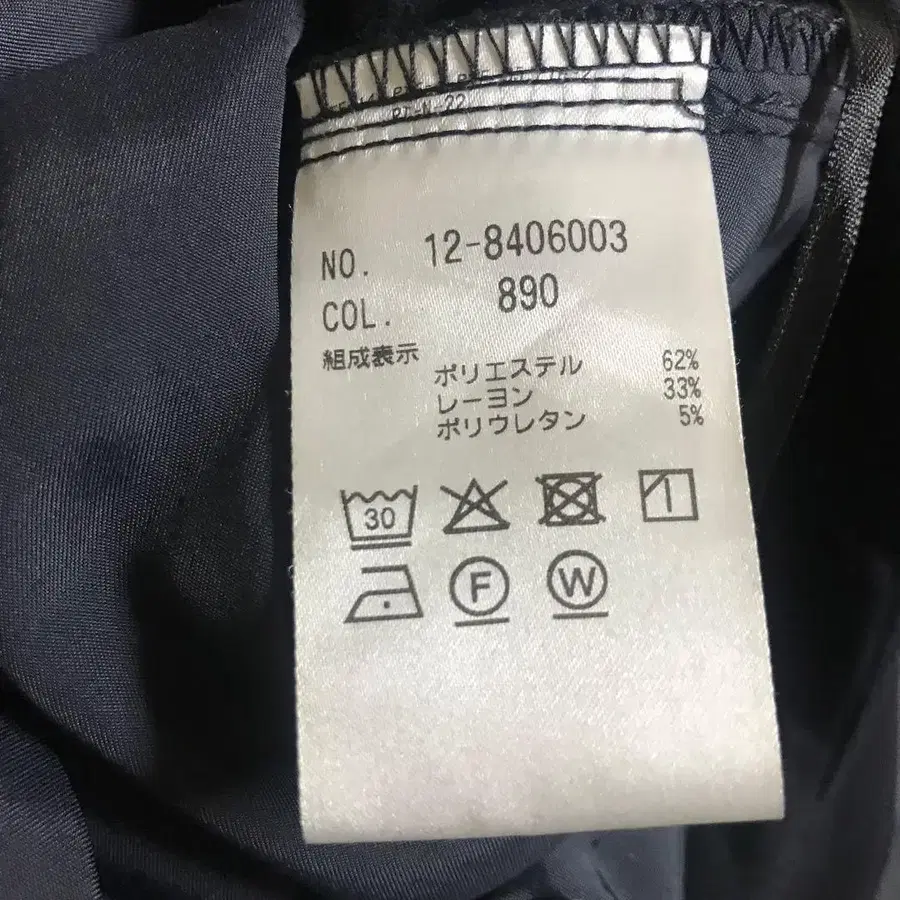 NO. 12-8406003
COL. 890
組成表示
ポリエステル 62%
レーヨン 33%
ポリウレタン 5%
30
F W